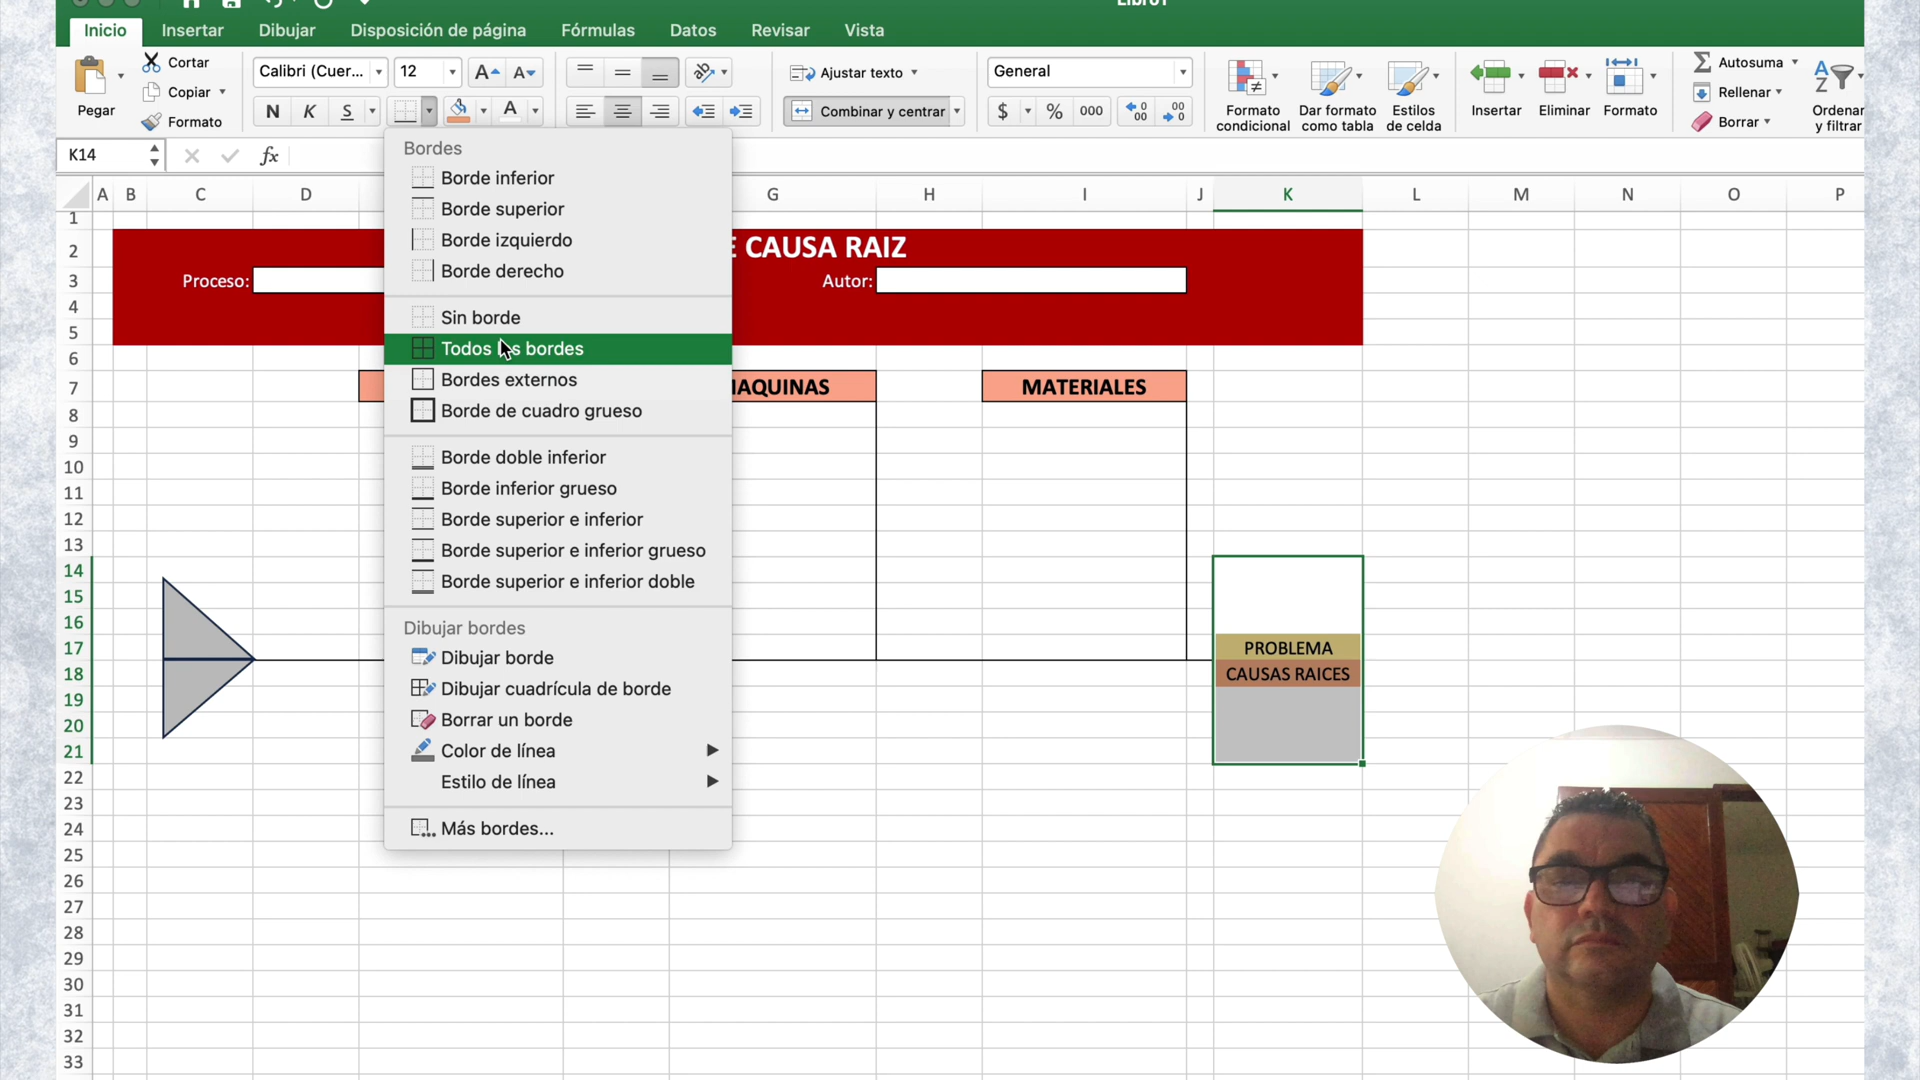 Libro1
Inicio Insertar Dibujar Disposición de página Fórmulas Datos Revisar Vista
Pegar
Cortar
Copiar
Formato
Calibri (Cuer... 12 A A
N K S A
Ajustar texto
Combinar y centrar
General
$ % 000
Formato condicional
Dar formato como tabla
Estilos de celda
Insertar
Eliminar
Formato
Autosuma
Rellenar
Borrar
Ordenar y filtrar
K14 fx
A B C D G H I J K L M N O P
Bordes
Borde inferior
Borde superior
Borde izquierdo
Borde derecho
Sin borde
Todos los bordes
Bordes externos
Borde de cuadro grueso
Borde doble inferior
Borde inferior grueso
Borde superior e inferior
Borde superior e inferior grueso
Borde superior e inferior doble
Dibujar bordes
Dibujar borde
Dibujar cuadrícula de borde
Borrar un borde
Color de línea
Estilo de línea
Más bordes...
1
2 CAUSA RAIZ
3 Proceso: Autor:
4
5
6
7 MAQUINAS MATERIALES
8
9
10
11
12
13
14
15
16
17 PROBLEMA
18 CAUSAS RAICES
19
20
21
22
23
24
25
26
27
28
29
30
31
32
33